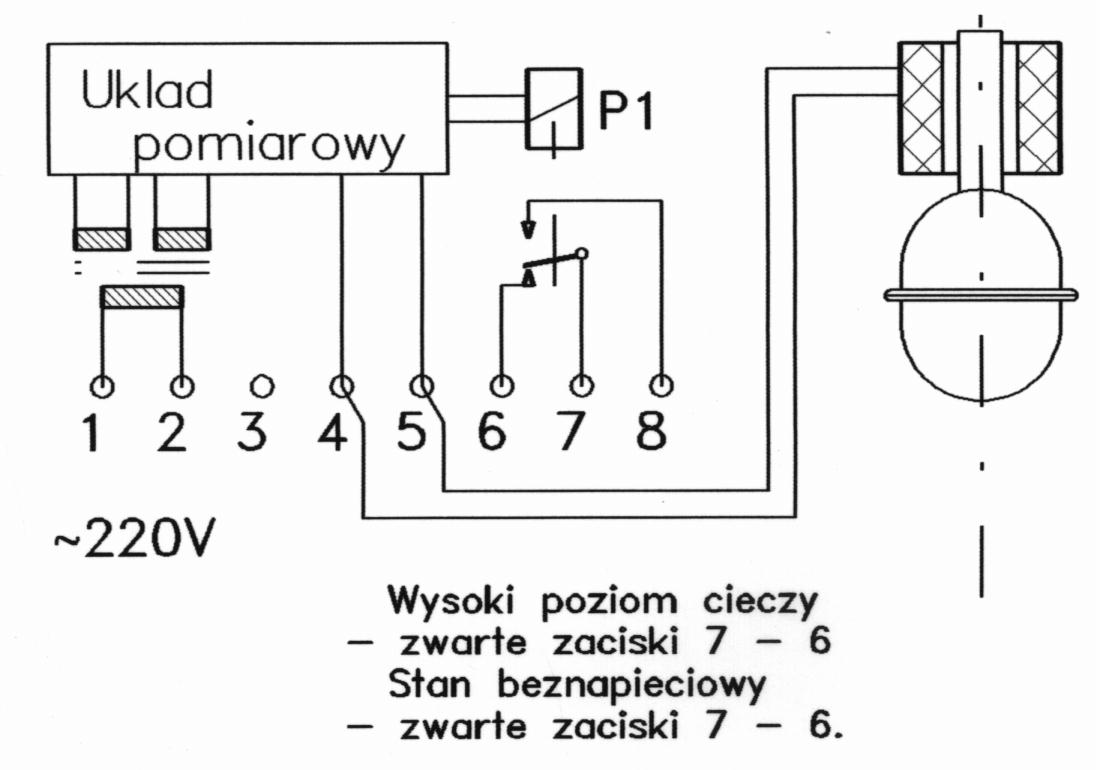 Uklad
pomiarowy
P1
1 2 3 4 5 6 7 8
~220V
Wysoki poziom cieczy
– zwarte zaciski 7 – 6
Stan beznapieciowy
– zwarte zaciski 7 – 6.